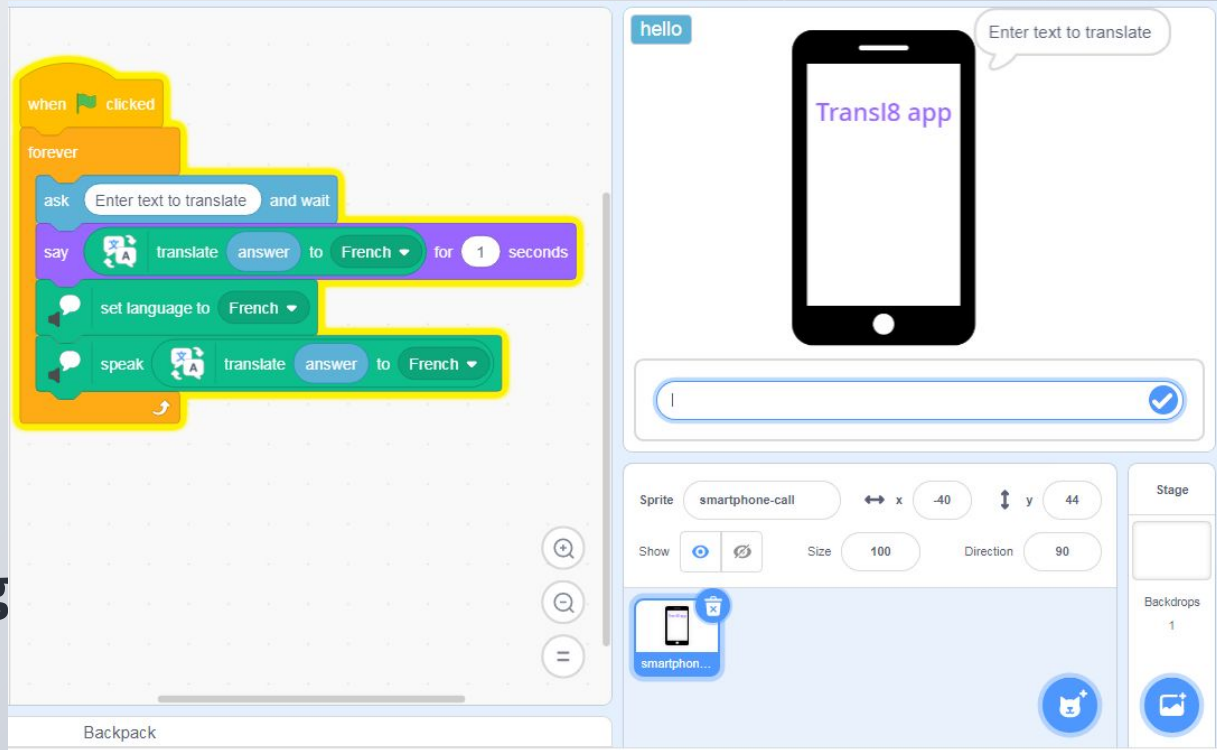 when clicked
forever
ask Enter text to translate and wait
say translate answer to French for 1 seconds
set language to French
speak translate answer to French
Backpack
hello
Enter text to translate
Transl8 app
Sprite smartphone-call x -40 y 44
Show Size 100 Direction 90
smartphon...
Stage
Backdrops
1